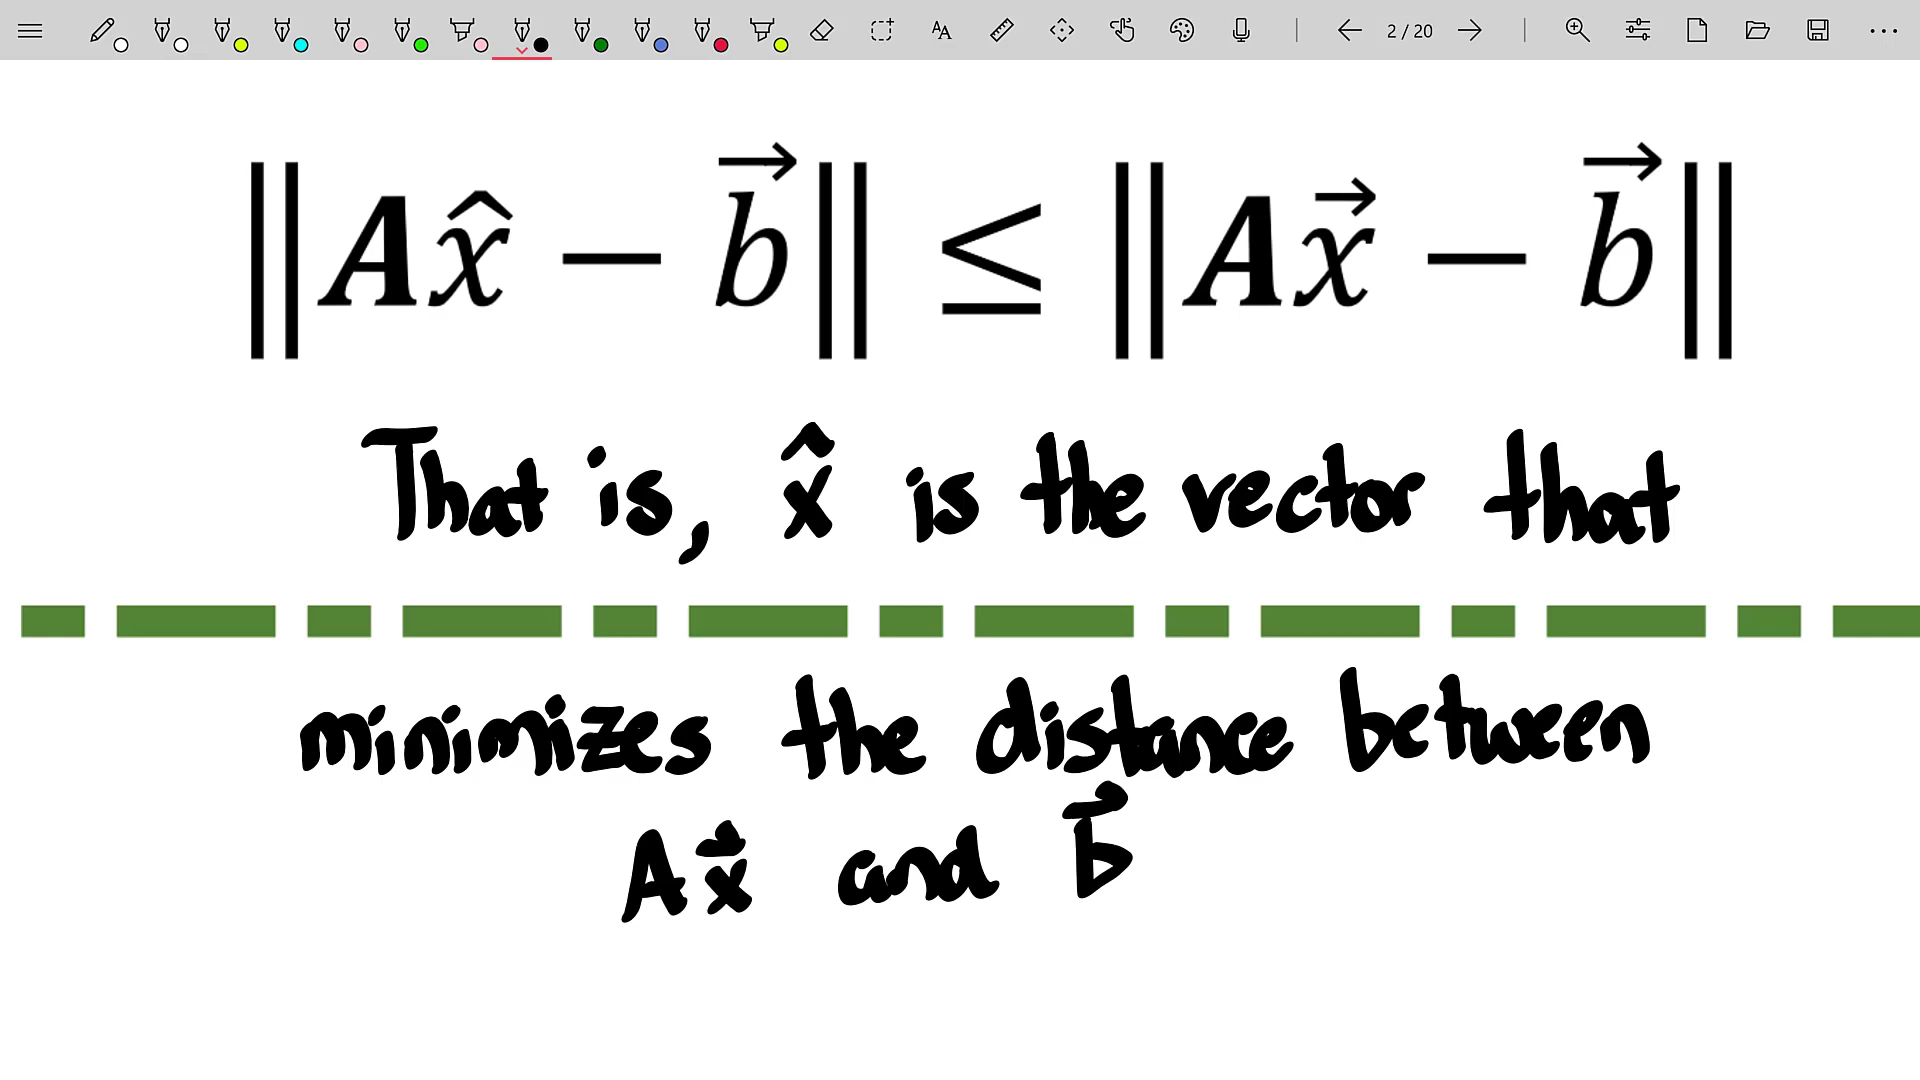 2 / 20
‖Ax̂ − b⃗‖ ≤ ‖Ax⃗ − b⃗‖
That is, x̂ is the vector that
minimizes the distance between
Ax⃗ and b⃗